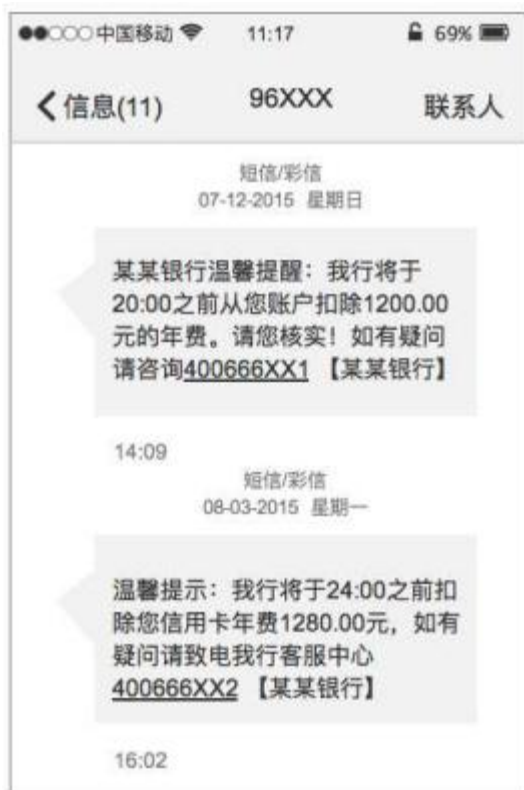 中国移动 11:17 69%
信息(11) 96XXX 联系人
短信/彩信
07-12-2015 星期日
某某银行温馨提醒：我行将于
20:00之前从您账户扣除1200.00
元的年费。请您核实！如有疑问
请咨询400666XX1 【某某银行】
14:09
短信/彩信
08-03-2015 星期一
温馨提示：我行将于24:00之前扣
除您信用卡年费1280.00元，如有
疑问请致电我行客服中心
400666XX2 【某某银行】
16:02